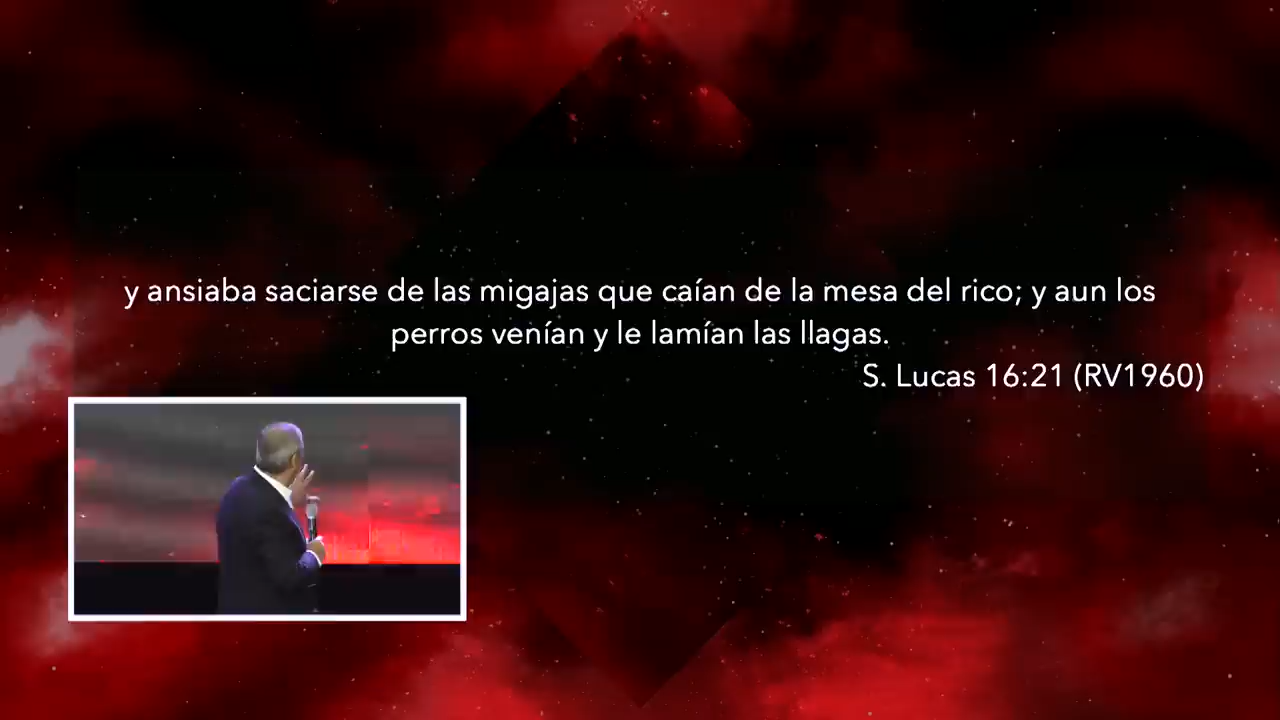 y ansiaba saciarse de las migajas que caían de la mesa del rico; y aun los
perros venían y le lamían las llagas.
S. Lucas 16:21 (RV1960)